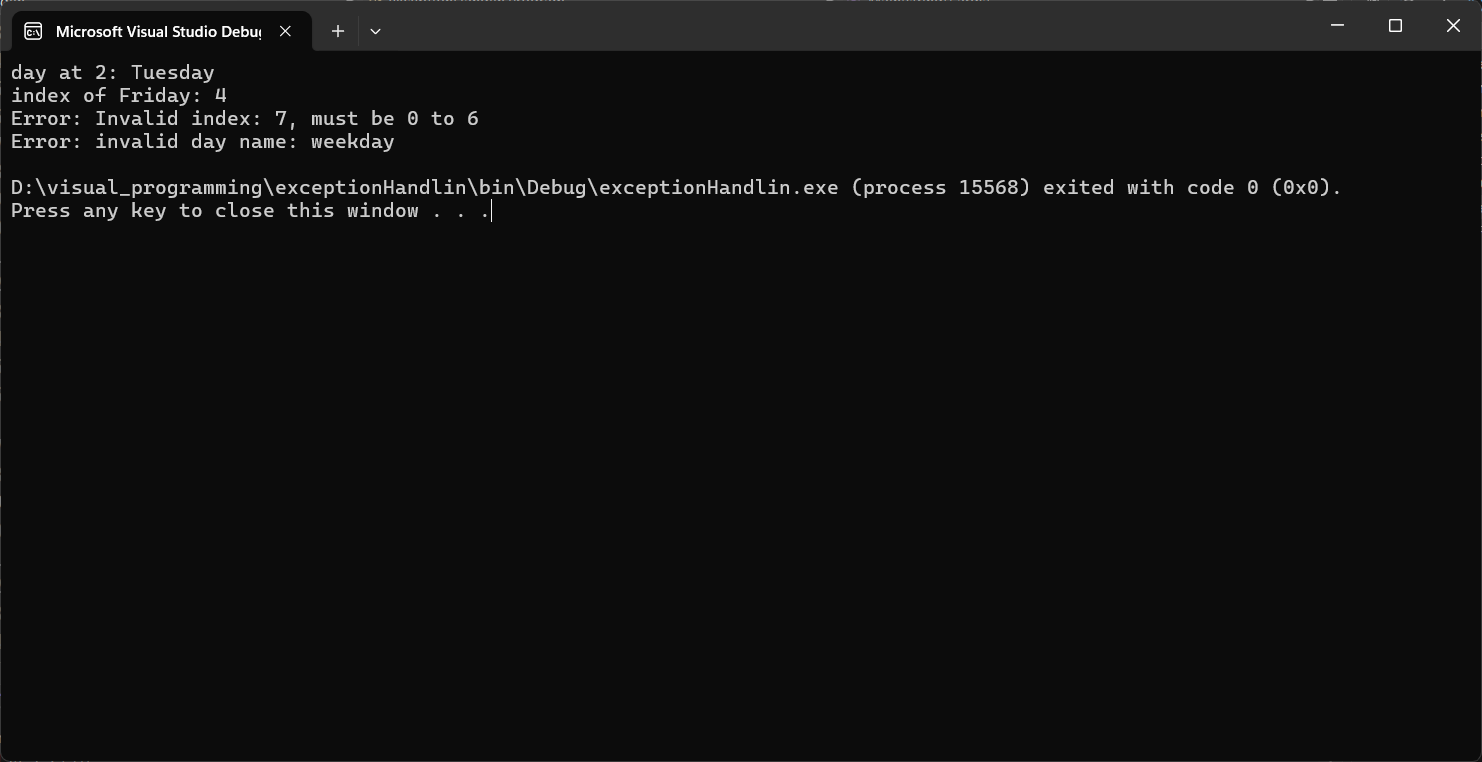 Microsoft Visual Studio Debug
day at 2: Tuesday
index of Friday: 4
Error: Invalid index: 7, must be 0 to 6
Error: invalid day name: weekday
D:\visual_programming\exceptionHandlin\bin\Debug\exceptionHandlin.exe (process 15568) exited with code 0 (0x0).
Press any key to close this window . . .